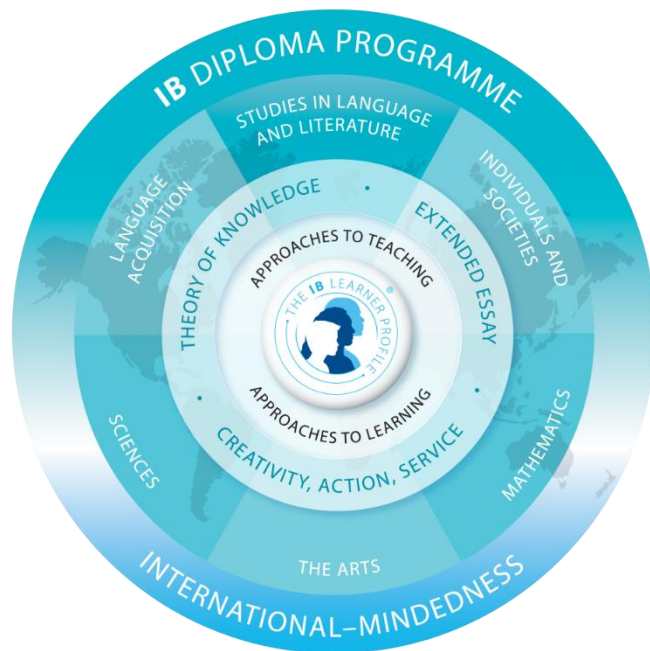 IB DIPLOMA PROGRAMME
STUDIES IN LANGUAGE
AND LITERATURE
LANGUAGE
ACQUISITION
INDIVIDUALS AND
SOCIETIES
THEORY OF KNOWLEDGE
EXTENDED ESSAY
APPROACHES TO TEACHING
THE IB LEARNER PROFILE ®
APPROACHES TO LEARNING
CREATIVITY, ACTION, SERVICE
SCIENCES
MATHEMATICS
THE ARTS
INTERNATIONAL–MINDEDNESS